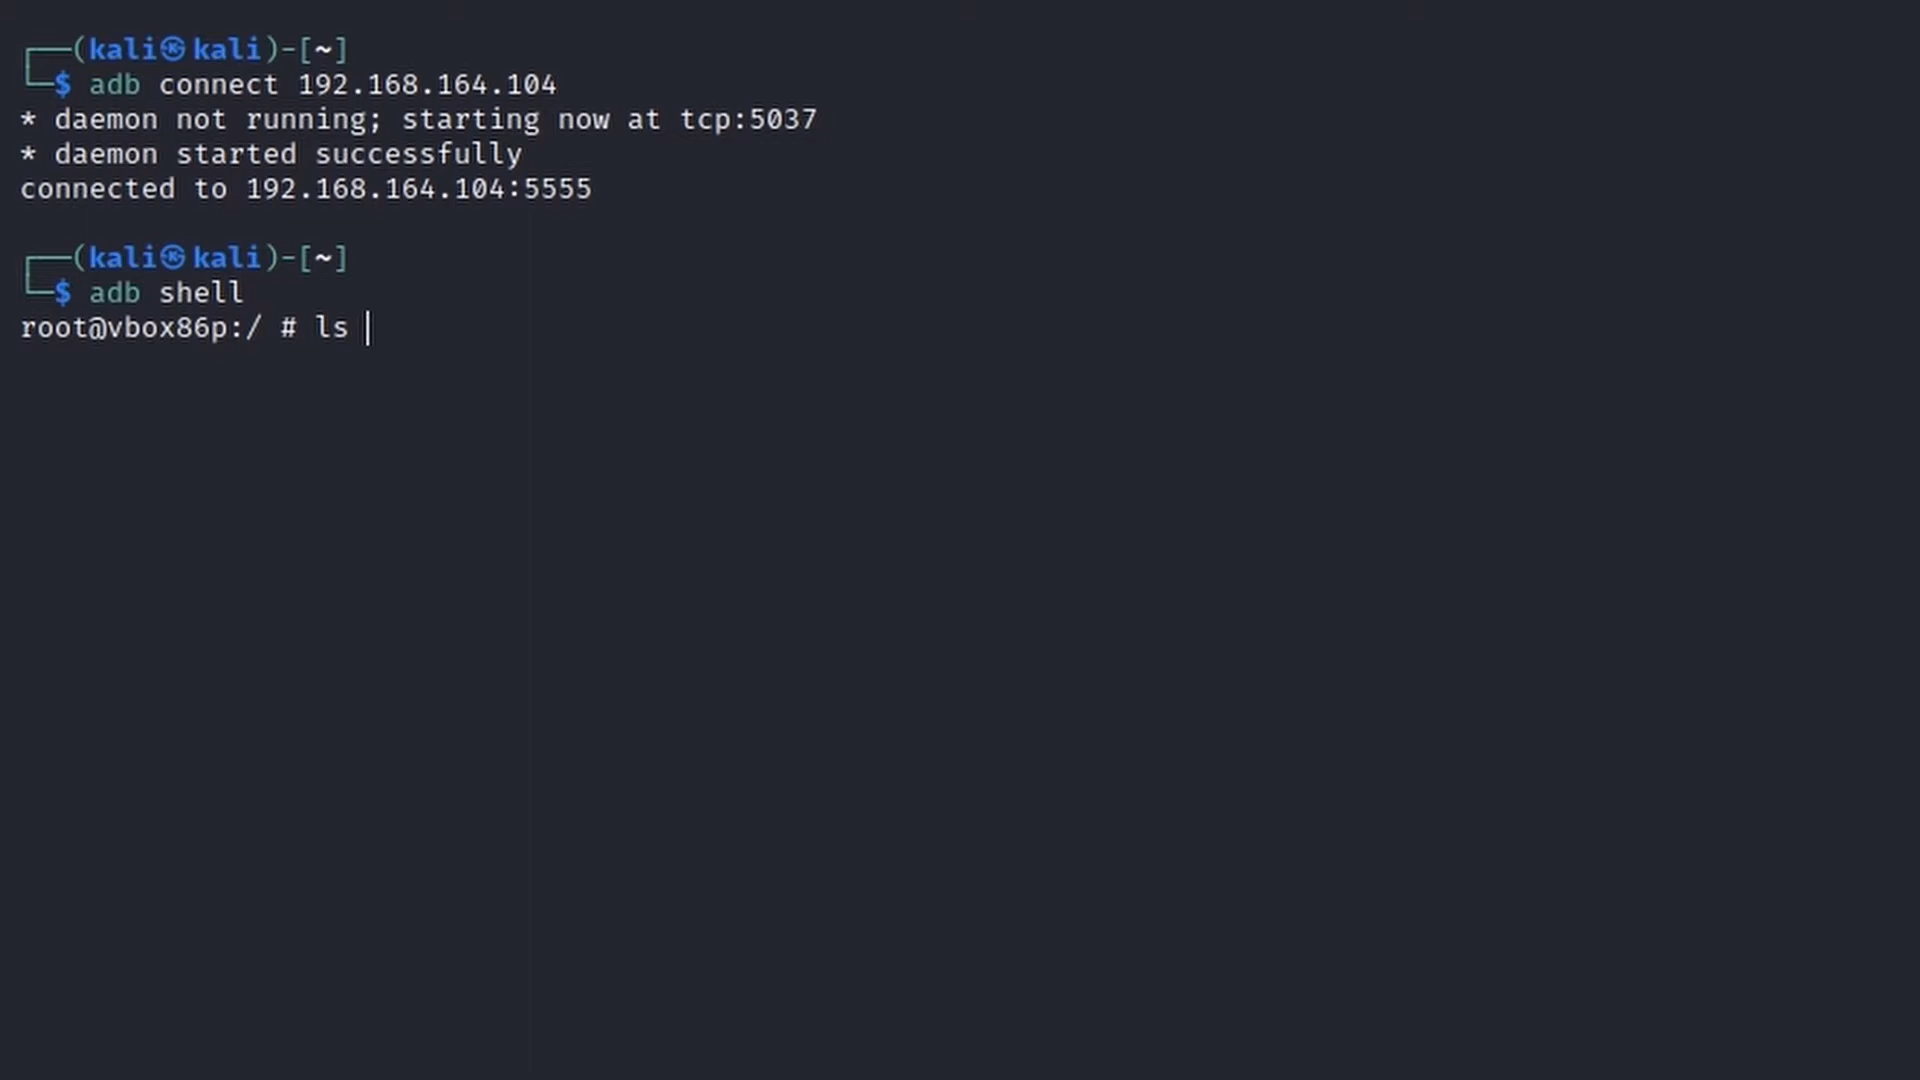 ┌──(kali㉿kali)-[~]
└─$ adb connect 192.168.164.104
* daemon not running; starting now at tcp:5037
* daemon started successfully
connected to 192.168.164.104:5555
┌──(kali㉿kali)-[~]
└─$ adb shell
root@vbox86p:/ # ls